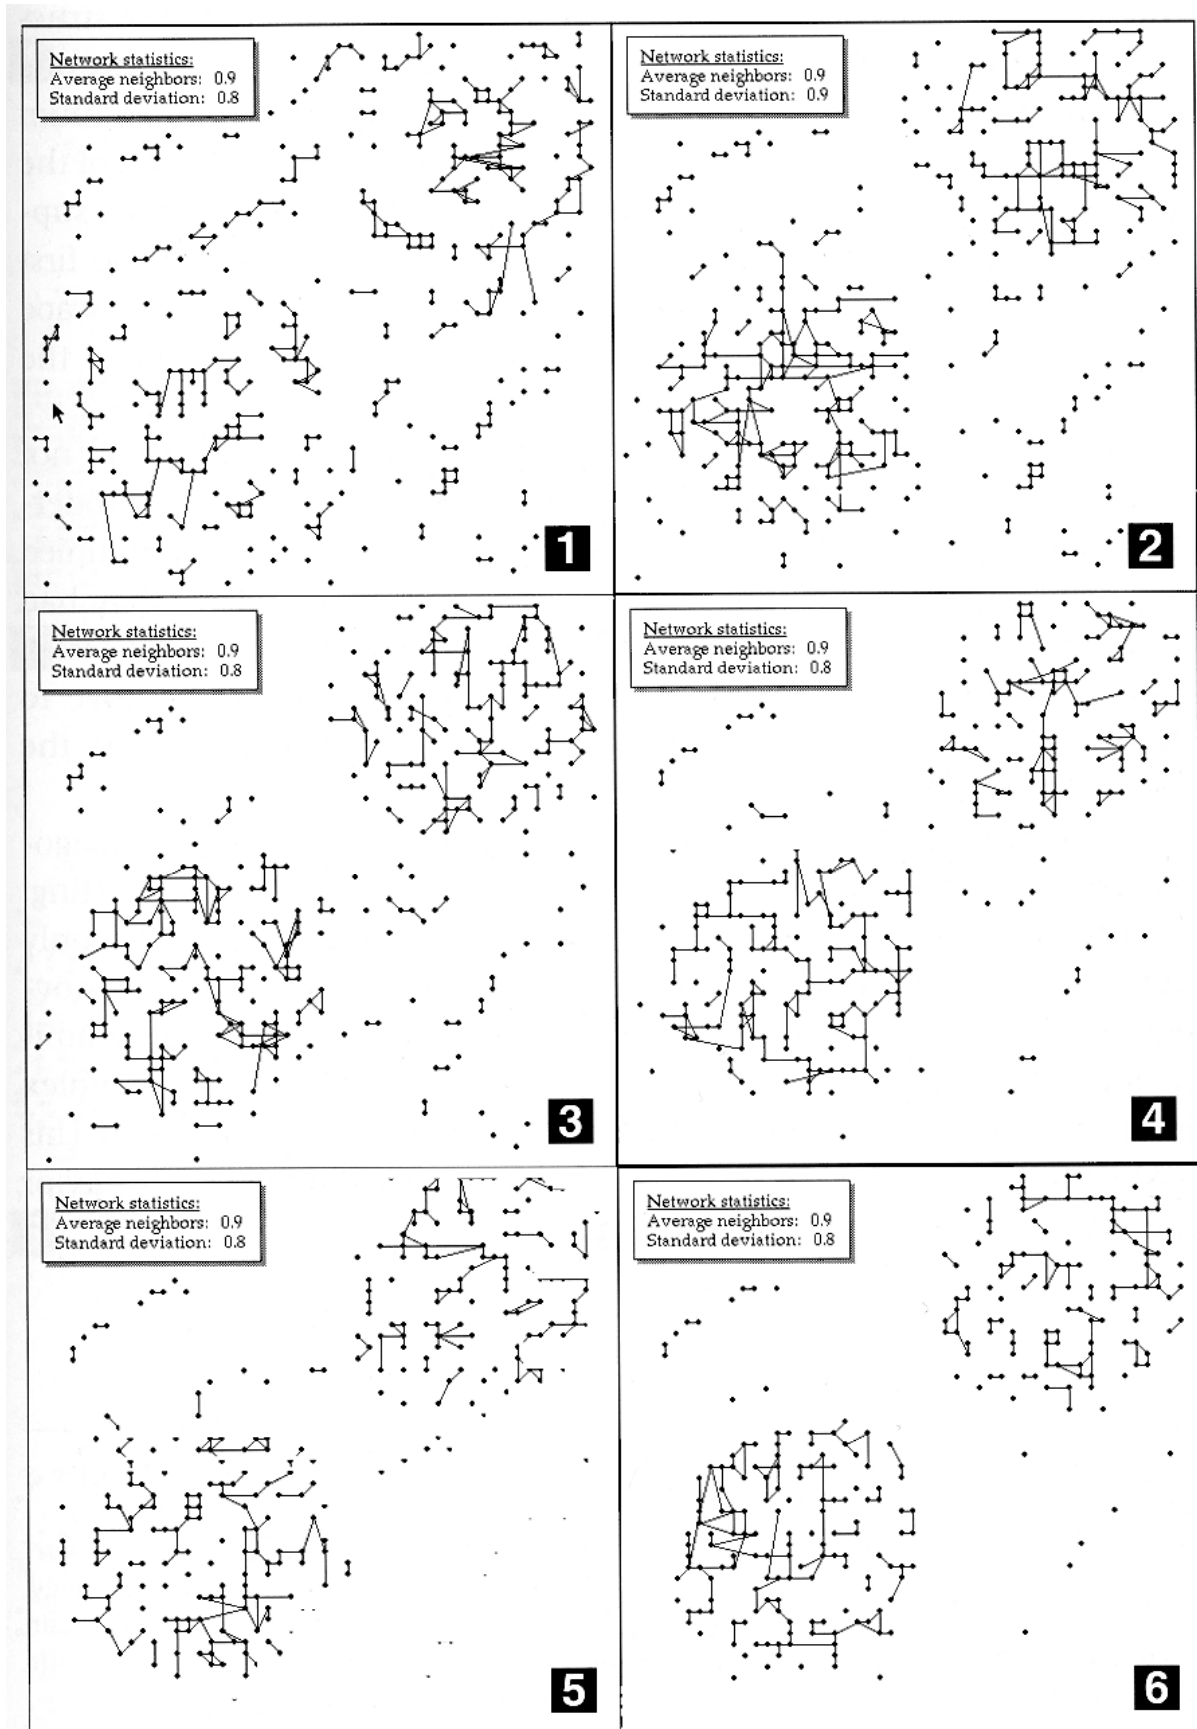 Network statistics:
Average neighbors: 0.9
Standard deviation: 0.8
1
Network statistics:
Average neighbors: 0.9
Standard deviation: 0.9
2
Network statistics:
Average neighbors: 0.9
Standard deviation: 0.8
3
Network statistics:
Average neighbors: 0.9
Standard deviation: 0.8
4
Network statistics:
Average neighbors: 0.9
Standard deviation: 0.8
5
Network statistics:
Average neighbors: 0.9
Standard deviation: 0.8
6